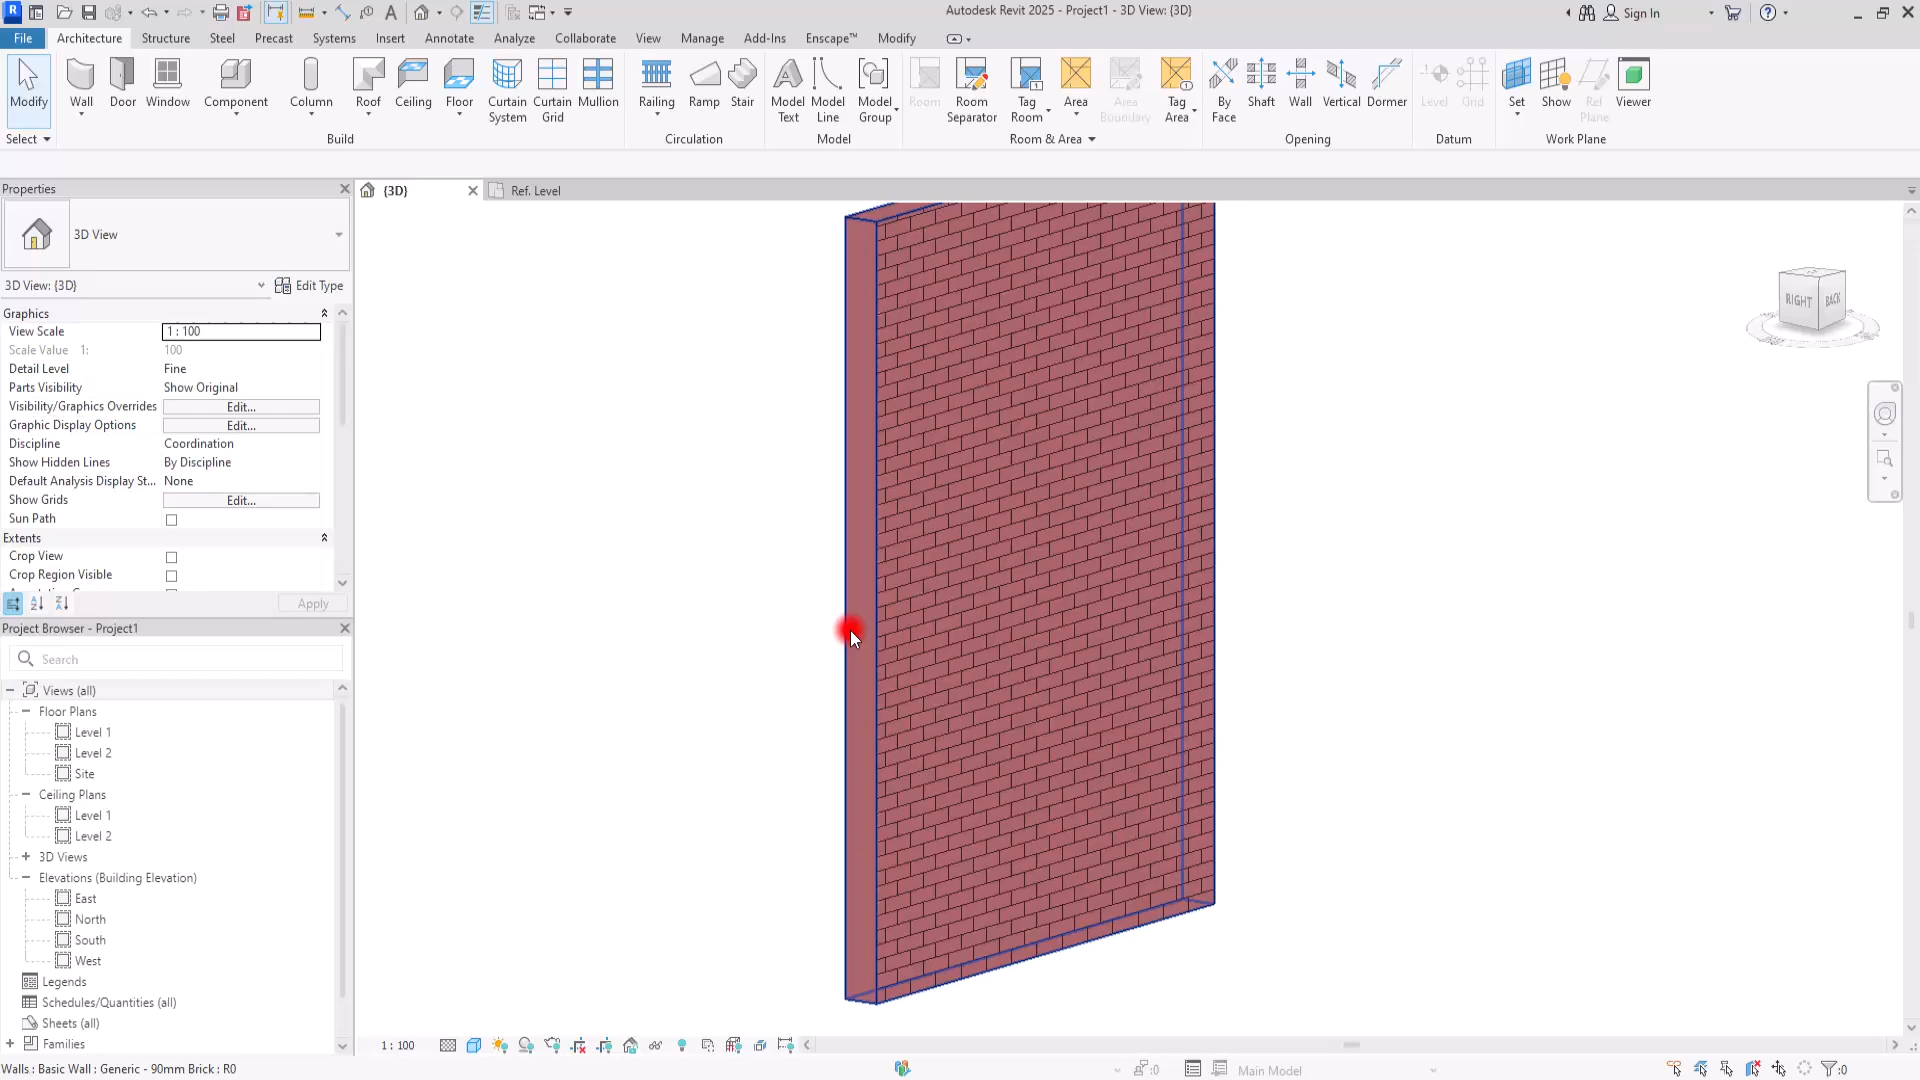 Autodesk Revit 2025 - Project1 - 3D View: {3D}
Sign In
File Architecture Structure Steel Precast Systems Insert Annotate Analyze Collaborate View Manage Add-Ins Enscape™ Modify
Modify Wall Door Window Component Column Roof Ceiling Floor Curtain System Curtain Grid Mullion Railing Ramp Stair Model Text Model Line Model Group Room Room Separator Tag Room Area Area Boundary Tag Area By Face Shaft Wall Vertical Dormer Level Grid Set Show Ref Plane Viewer
Select Build Circulation Model Room & Area Opening Datum Work Plane
Properties
{3D}
Ref. Level
3D View
3D View: {3D}
Edit Type
Graphics
View Scale 1 : 100
Scale Value 1: 100
Detail Level Fine
Parts Visibility Show Original
Visibility/Graphics Overrides Edit...
Graphic Display Options Edit...
Discipline Coordination
Show Hidden Lines By Discipline
Default Analysis Display St... None
Show Grids Edit...
Sun Path
Extents
Crop View
Crop Region Visible
Apply
RIGHT BACK
Project Browser - Project1
Search
Views (all)
Floor Plans
Level 1
Level 2
Site
Ceiling Plans
Level 1
Level 2
3D Views
Elevations (Building Elevation)
East
North
South
West
Legends
Schedules/Quantities (all)
Sheets (all)
Families
1 : 100
Walls : Basic Wall : Generic - 90mm Brick : R0
:0
Main Model
:0